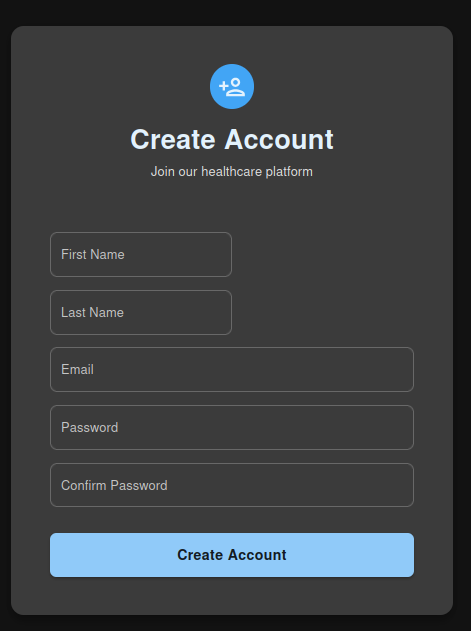 Create Account
Join our healthcare platform
First Name
Last Name
Email
Password
Confirm Password
Create Account